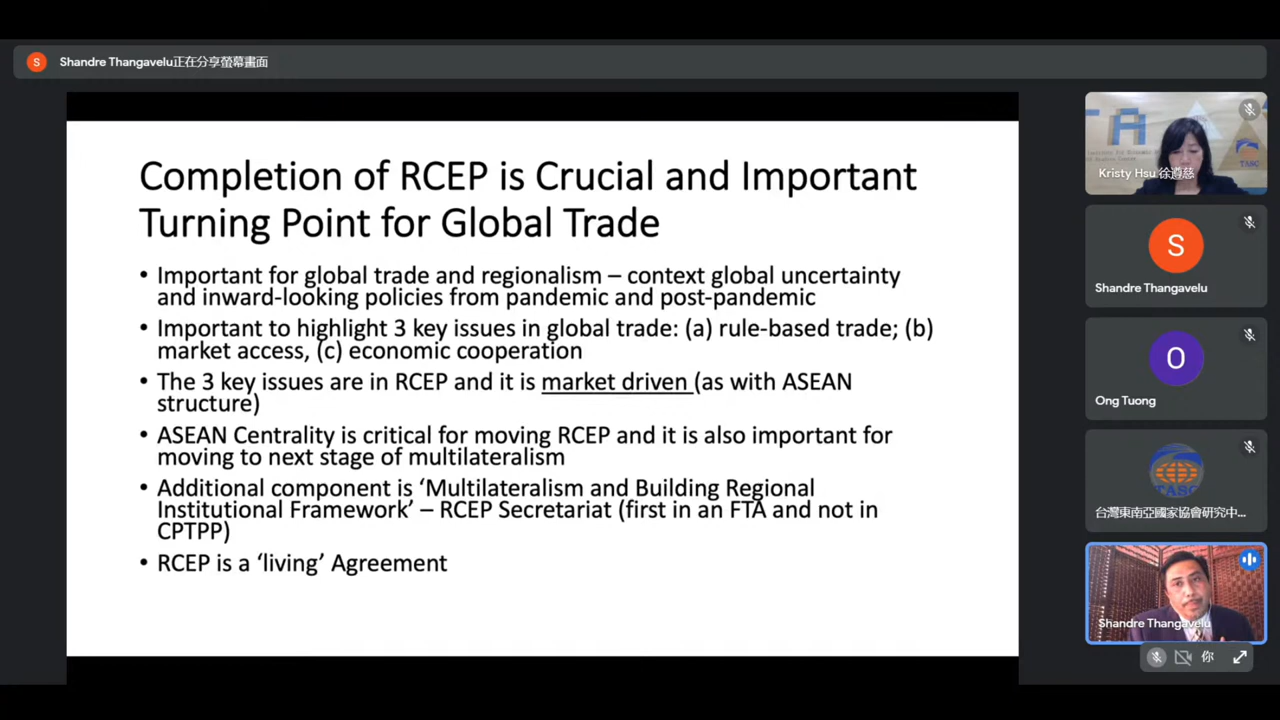 S Shandre Thangavelu正在分享螢幕畫面
Completion of RCEP is Crucial and Important
Turning Point for Global Trade
• Important for global trade and regionalism – context global uncertainty
and inward-looking policies from pandemic and post-pandemic
• Important to highlight 3 key issues in global trade: (a) rule-based trade; (b)
market access, (c) economic cooperation
• The 3 key issues are in RCEP and it is market driven (as with ASEAN
structure)
• ASEAN Centrality is critical for moving RCEP and it is also important for
moving to next stage of multilateralism
• Additional component is ‘Multilateralism and Building Regional
Institutional Framework’ – RCEP Secretariat (first in an FTA and not in
CPTPP)
• RCEP is a ‘living’ Agreement
TASC
Kristy Hsu 徐遵慈
S
Shandre Thangavelu
O
Ong Tuong
TASC
台灣東南亞國家協會研究中...
Shandre Thangavelu
你